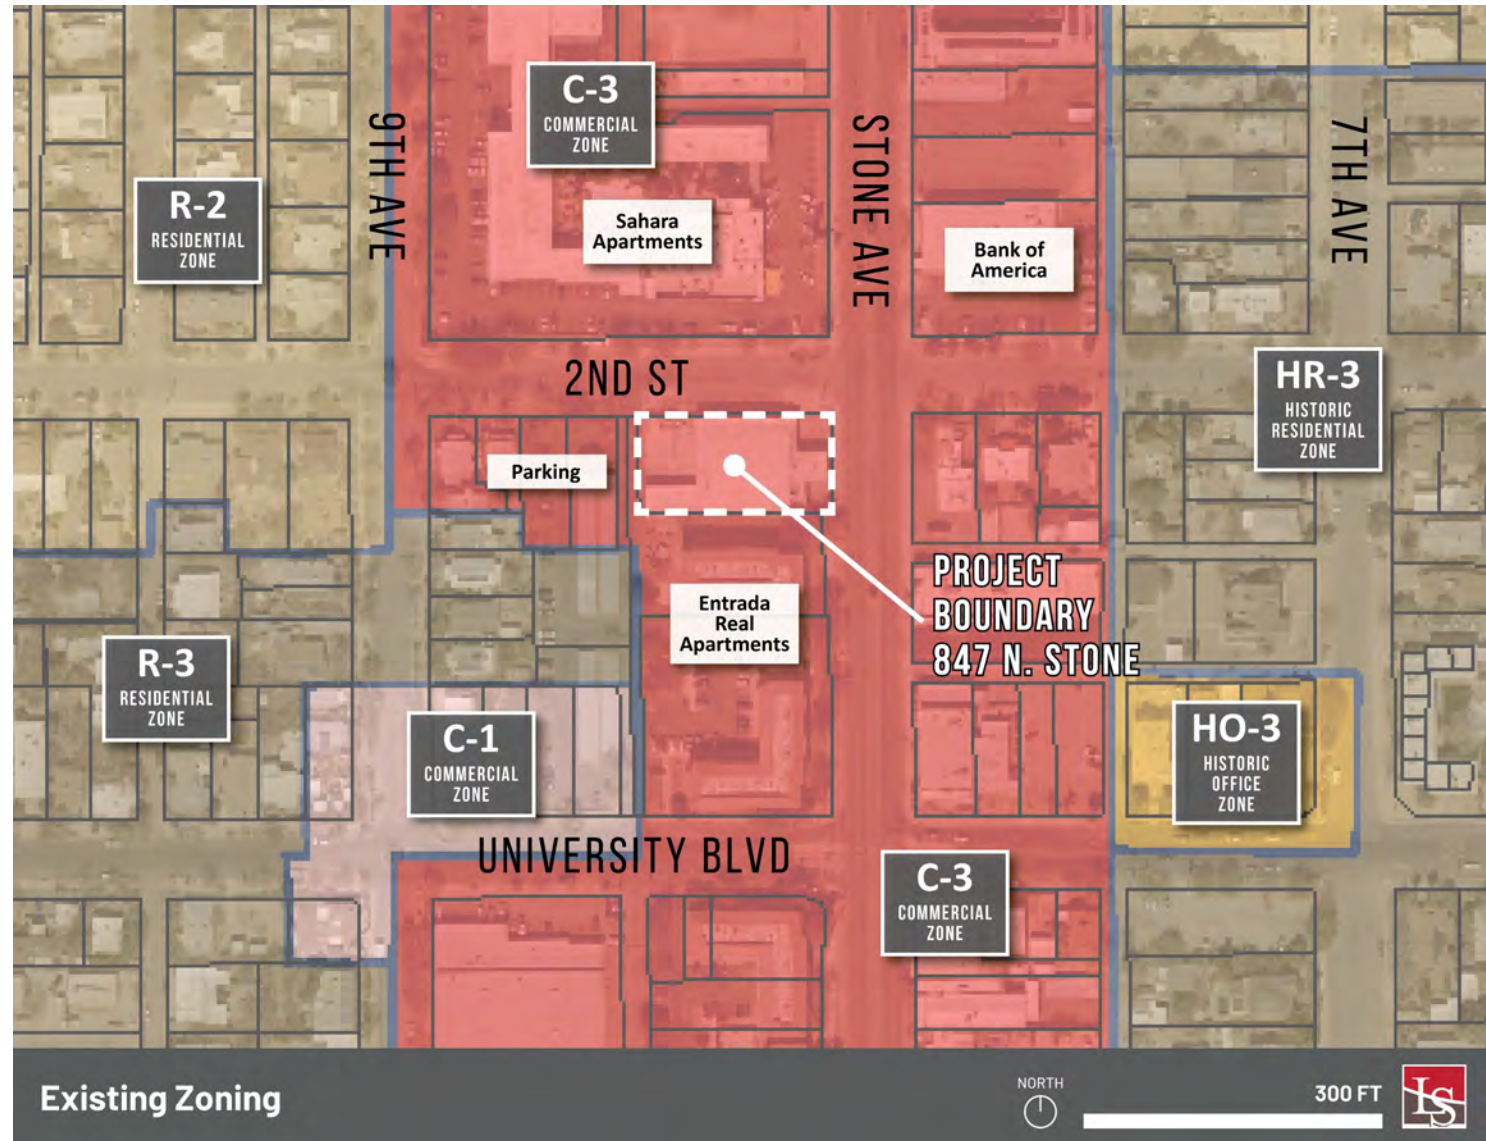 C-3
COMMERCIAL
ZONE
9TH AVE
STONE AVE
7TH AVE
R-2
RESIDENTIAL
ZONE
Sahara
Apartments
Bank of
America
2ND ST
HR-3
HISTORIC
RESIDENTIAL
ZONE
Parking
PROJECT
BOUNDARY
847 N. STONE
Entrada
Real
Apartments
R-3
RESIDENTIAL
ZONE
C-1
COMMERCIAL
ZONE
HO-3
HISTORIC
OFFICE
ZONE
UNIVERSITY BLVD
C-3
COMMERCIAL
ZONE
Existing Zoning
NORTH
300 FT
LS